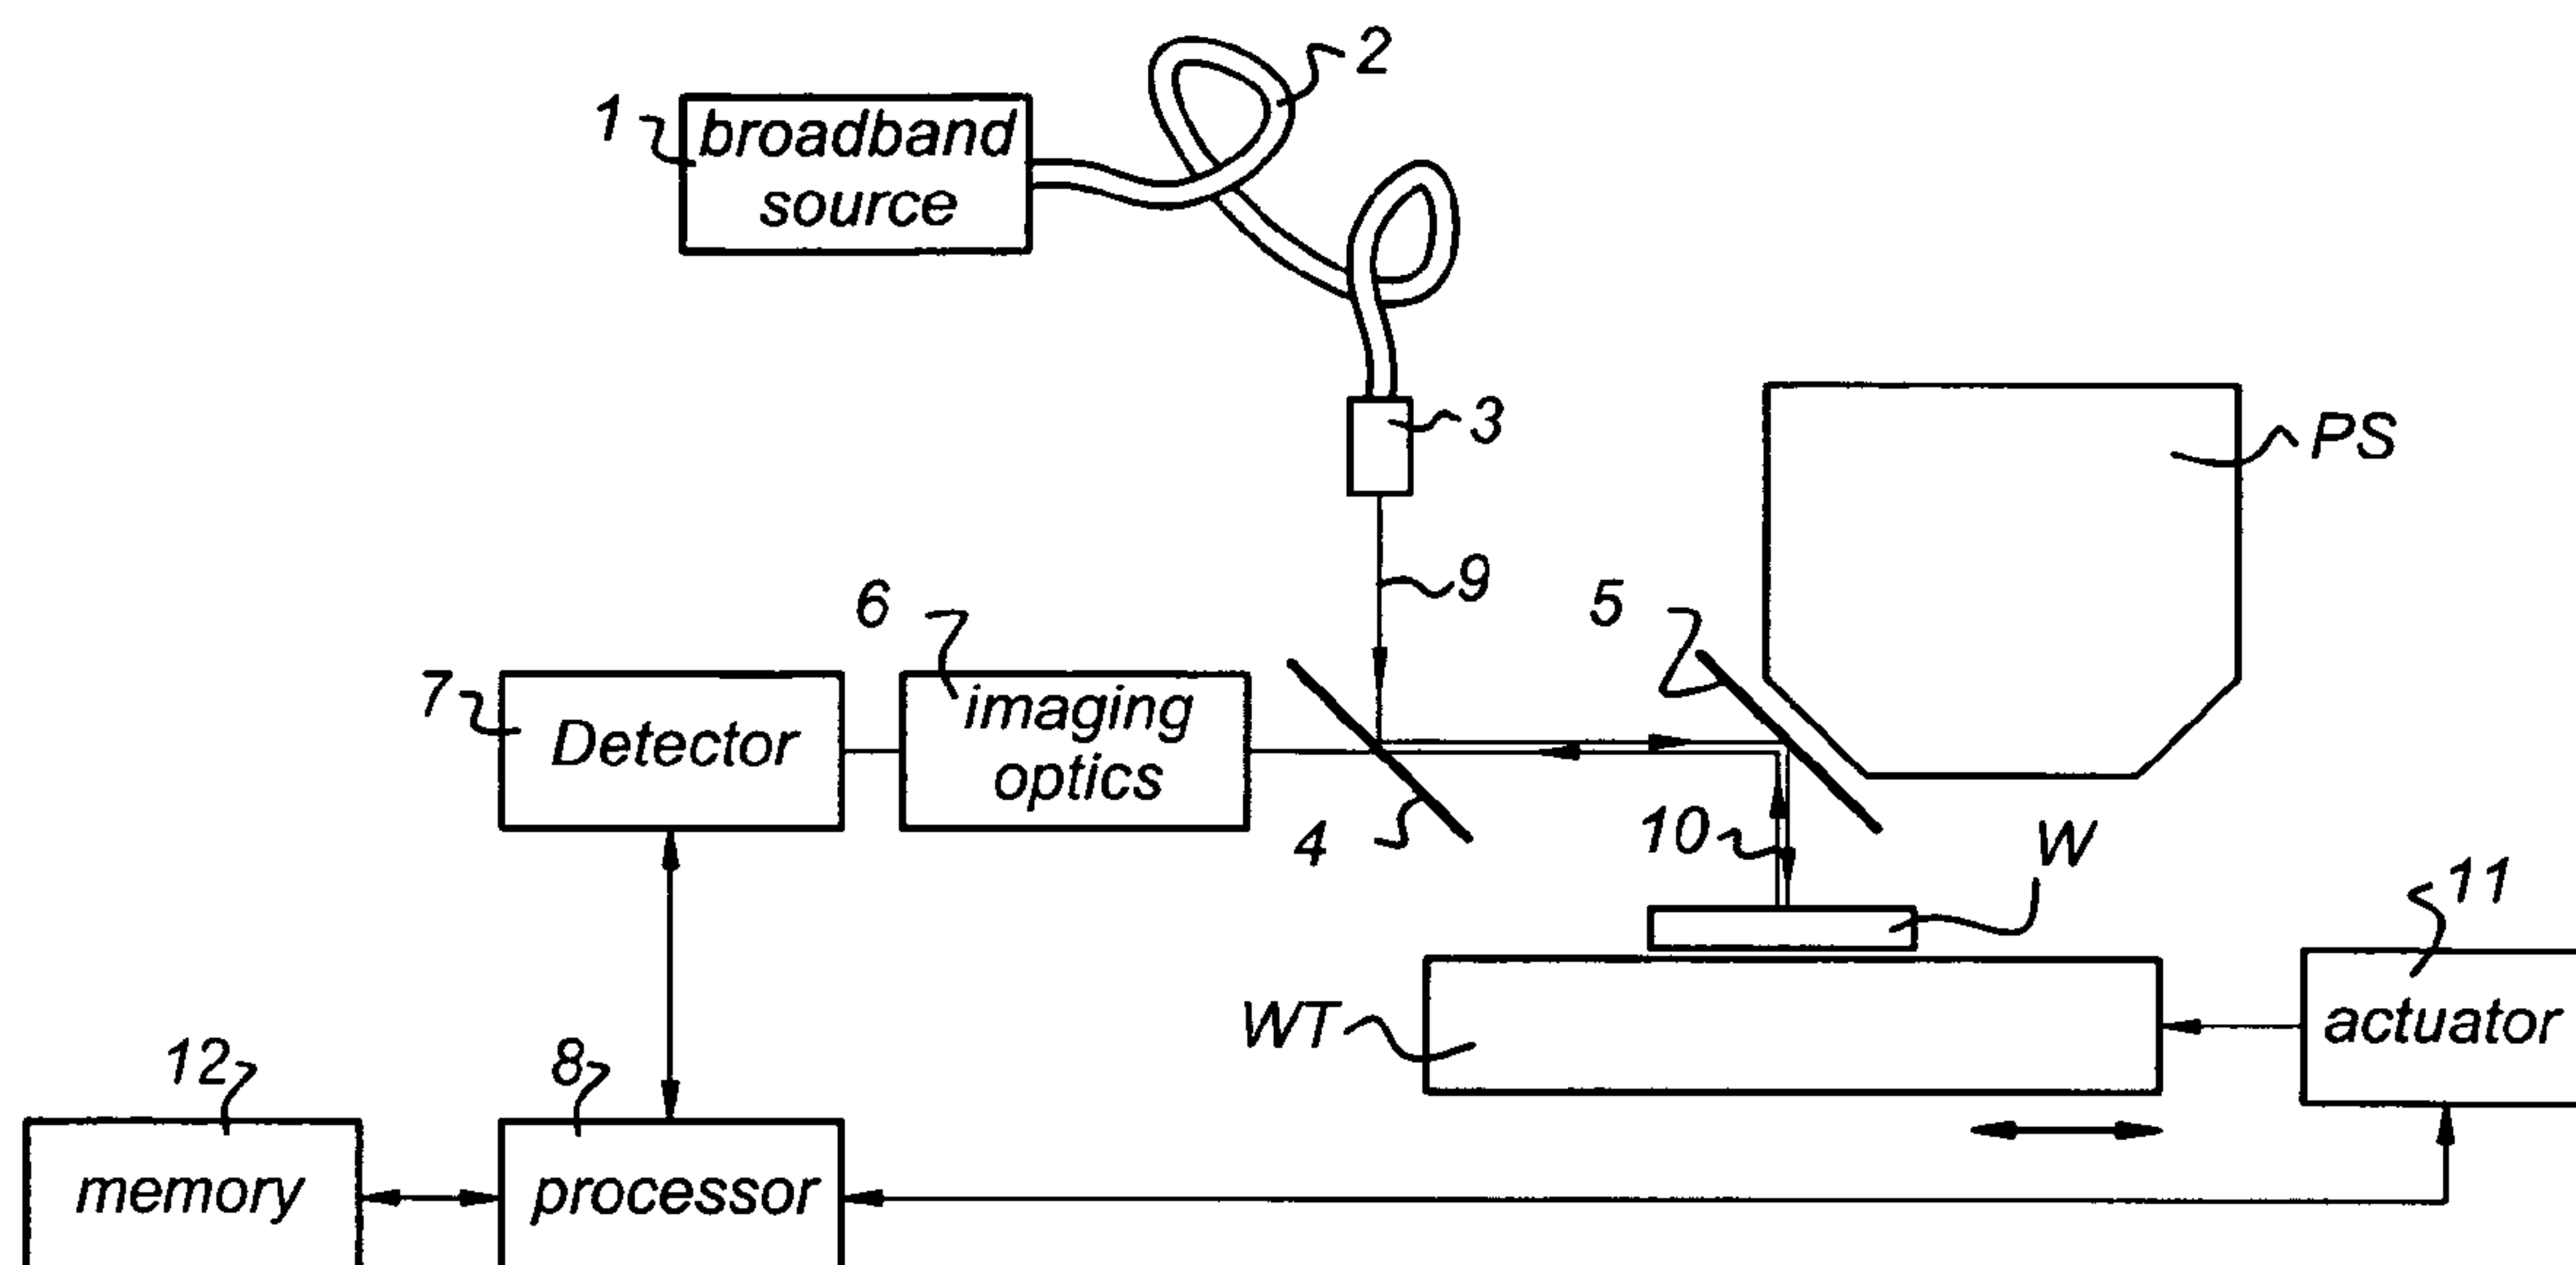 2
1
broadband
source
3
PS
9
6
5
7
Detector
imaging
optics
4
10
W
11
WT
actuator
12
8
memory
processor